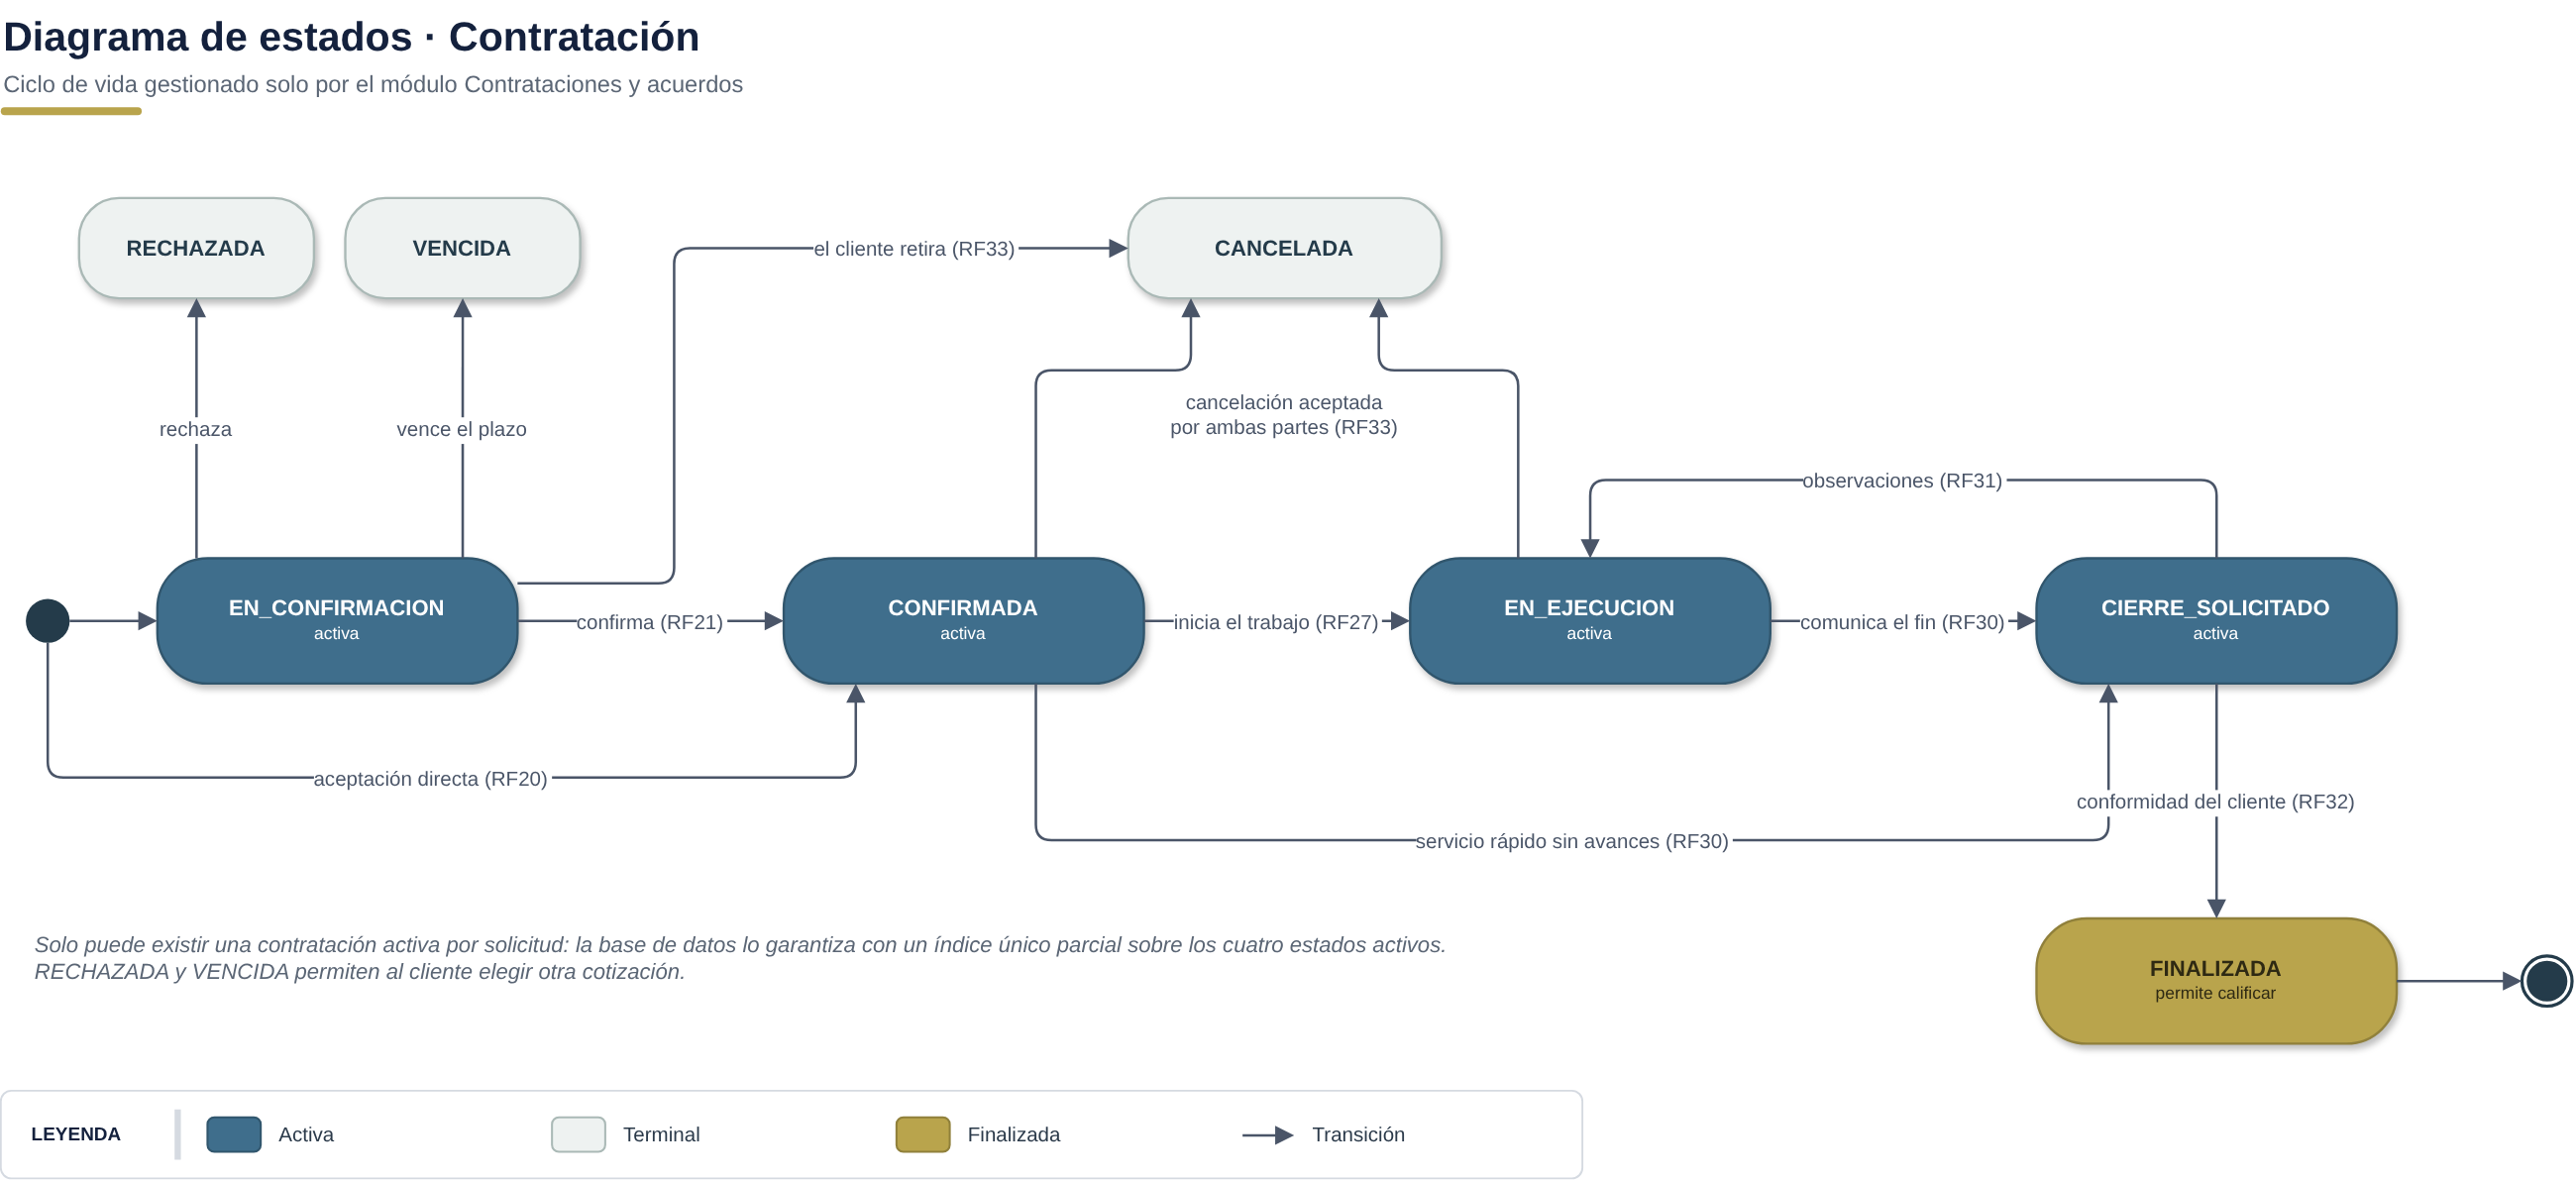 Diagrama de estados · Contratación
Ciclo de vida gestionado solo por el módulo Contrataciones y acuerdos
RECHAZADA
VENCIDA
el cliente retira (RF33)
CANCELADA
rechaza
vence el plazo
cancelación aceptada
por ambas partes (RF33)
observaciones (RF31)
EN_CONFIRMACION
activa
confirma (RF21)
CONFIRMADA
activa
inicia el trabajo (RF27)
EN_EJECUCION
activa
comunica el fin (RF30)
CIERRE_SOLICITADO
activa
aceptación directa (RF20)
conformidad del cliente (RF32)
servicio rápido sin avances (RF30)
Solo puede existir una contratación activa por solicitud: la base de datos lo garantiza con un índice único parcial sobre los cuatro estados activos.
RECHAZADA y VENCIDA permiten al cliente elegir otra cotización.
FINALIZADA
permite calificar
LEYENDA
Activa
Terminal
Finalizada
Transición